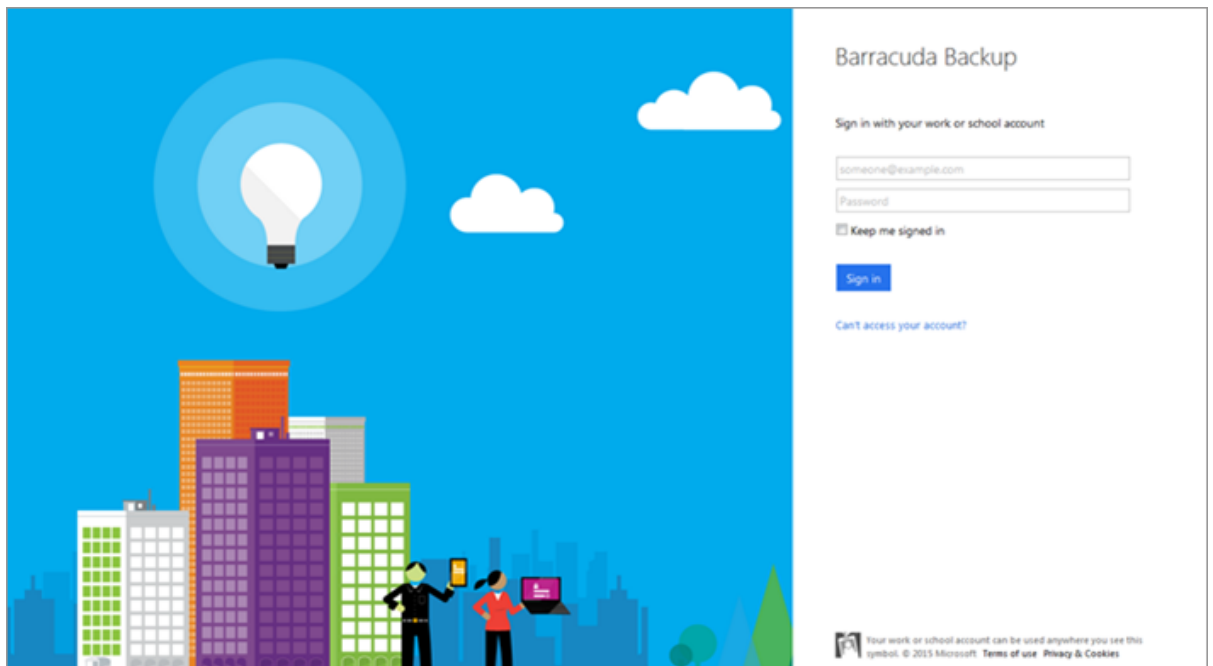 Barracuda Backup
Sign in with your work or school account
someone@example.com
Password
Keep me signed in
Sign in
Can't access your account?
Your work or school account can be used anywhere you see this
symbol. © 2015 Microsoft Terms of use Privacy & Cookies